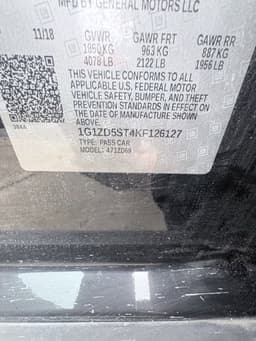 MFD BY GENERAL MOTORS LLC
11/18 GVWR GAWR FRT GAWR RR
1850 KG 963 KG 887 KG
4078 LB 2122 LB 1956 LB
THIS VEHICLE CONFORMS TO ALL
APPLICABLE U.S. FEDERAL MOTOR
VEHICLE SAFETY, BUMPER, AND THEFT
PREVENTION STANDARDS IN EFFECT ON
THE DATE OF MANUFACTURE SHOWN
ABOVE.
1G1ZD5ST4KF126127
TYPE: PASS CAR
MODEL: 4713D69